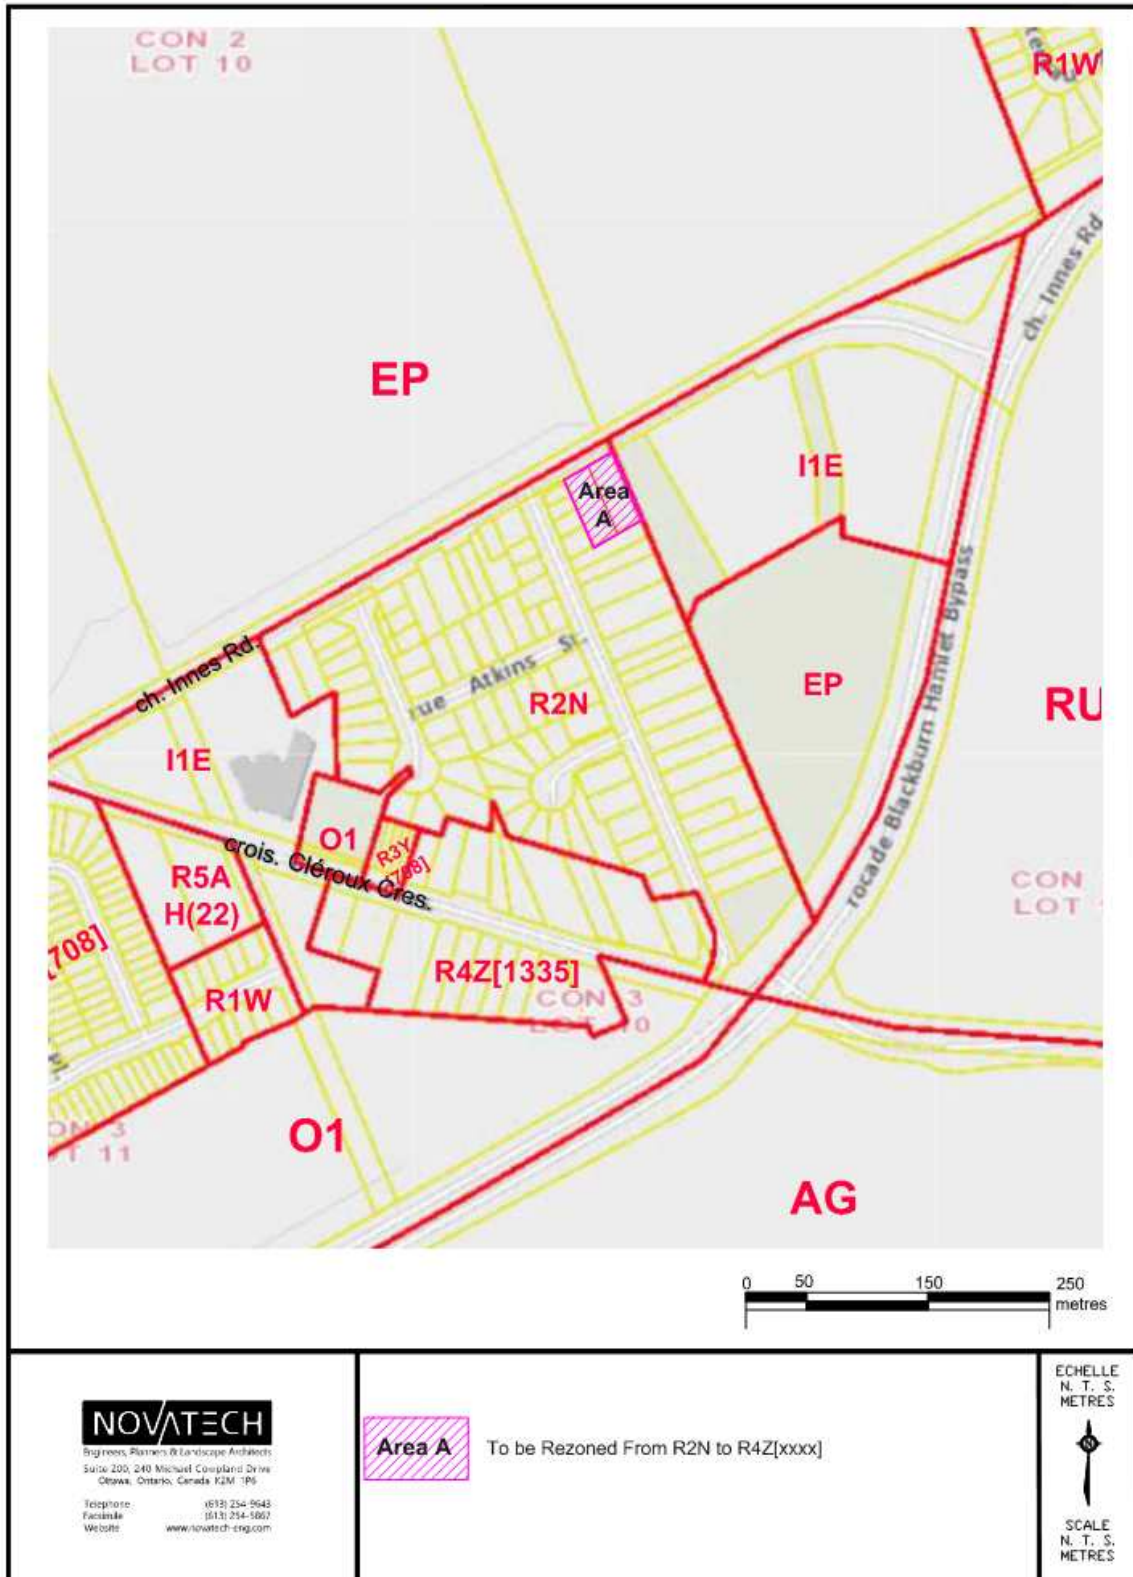 CON 2
LOT 10
R1W
ch. Innes Rd
EP
I1E
Area
A
Tocade Blackburn Hamlet Bypass
ch. Innes Rd.
rue Atkins St.
R2N
EP
RU
I1E
O1
R3Y
[708]
crois. Cléroux Cres.
R5A
H(22)
CON
LOT
[708]
R4Z[1335]
R1W
CON 3
LOT 10
Pl.
ON 3
T 11
O1
AG
0 50 150 250
metres
NOVATECH
Engineers, Planners & Landscape Architects
Suite 200, 240 Michael Cowpland Drive
Ottawa, Ontario, Canada K2M 1P6
Telephone (613) 254-9643
Facsimile (613) 254-5867
Website www.novatech-eng.com
Area A To be Rezoned From R2N to R4Z[xxxx]
ECHELLE
N. T. S.
METRES
N
SCALE
N. T. S.
METRES